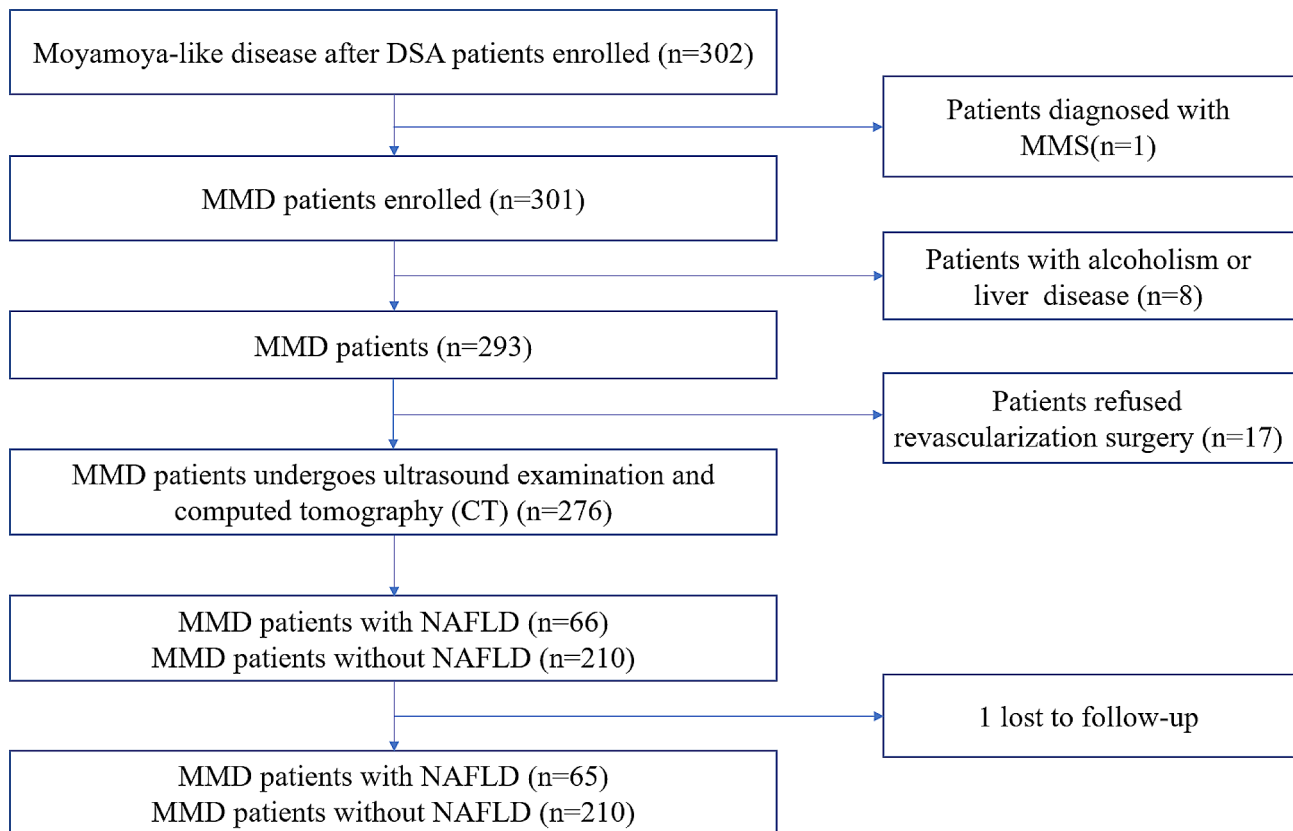 Moyamoya-like disease after DSA patients enrolled (n=302)
Patients diagnosed with
MMS(n=1)
MMD patients enrolled (n=301)
Patients with alcoholism or
liver disease (n=8)
MMD patients (n=293)
Patients refused
revascularization surgery (n=17)
MMD patients undergoes ultrasound examination and
computed tomography (CT) (n=276)
MMD patients with NAFLD (n=66)
MMD patients without NAFLD (n=210)
1 lost to follow-up
MMD patients with NAFLD (n=65)
MMD patients without NAFLD (n=210)